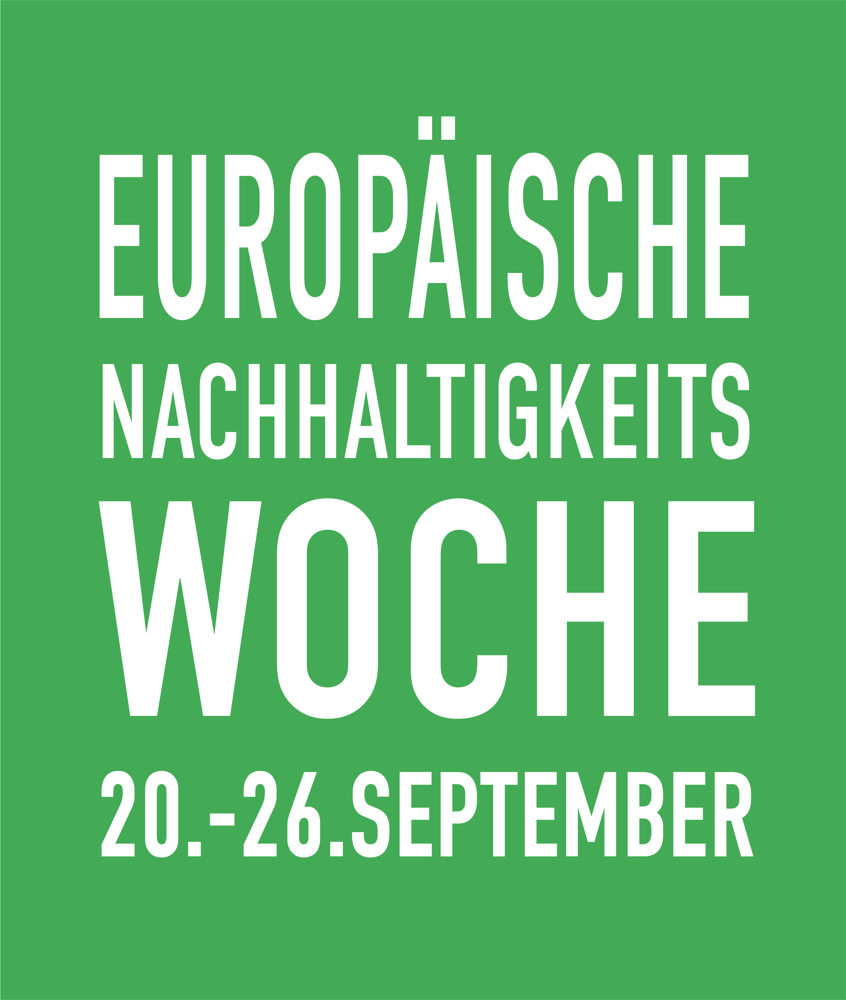 EUROPÄISCHE
NACHHALTIGKEITS
WOCHE
20.-26.SEPTEMBER